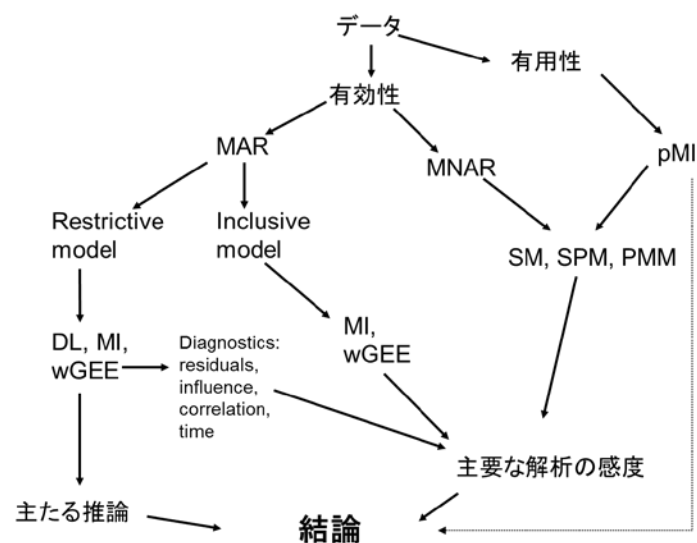 データ
有用性
有効性
MAR
MNAR
pMI
Restrictive
model
Inclusive
model
SM, SPM, PMM
DL, MI,
wGEE
Diagnostics:
residuals,
influence,
correlation,
time
MI,
wGEE
主要な解析の感度
主たる推論
結論